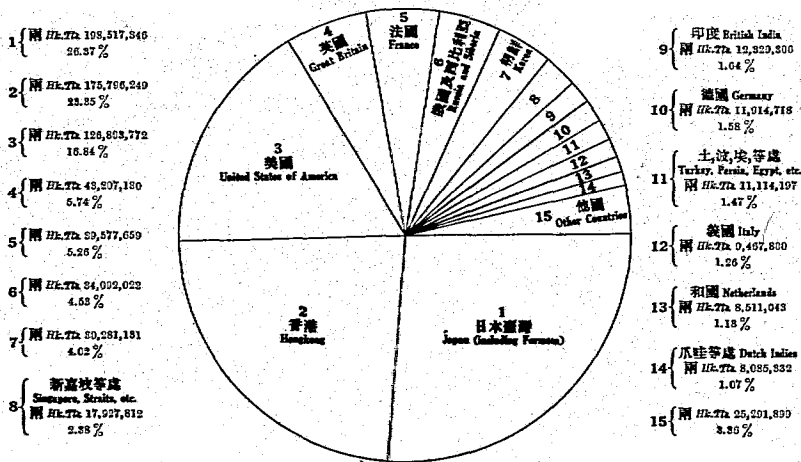 1 兩 Hk.Tls. 198,517,346
26.37 %
2 兩 Hk.Tls. 175,796,249
23.35 %
3 兩 Hk.Tls. 126,803,772
16.84 %
4 兩 Hk.Tls. 43,207,180
5.74 %
5 兩 Hk.Tls. 39,577,659
5.26 %
6 兩 Hk.Tls. 34,092,022
4.53 %
7 兩 Hk.Tls. 30,281,131
4.02 %
8 新嘉坡等處
Singapore, Straits, etc.
兩 Hk.Tls. 17,927,812
2.38 %
1
日本臺灣
Japan (including Formosa)
2
香港
Hongkong
3
美國
United States of America
4
英國
Great Britain
5
法國
France
6
俄國及西比利亞
Russia and Siberia
朝鮮
7 Korea
8
9
10
11
12
13
14
15 他國
Other Countries
9 印度 British India
兩 Hk.Tls.
1.64 %
10 德國 Germany
兩 Hk.Tls. 11,914,718
1.58 %
11 土,波,埃,等處
Turkey, Persia, Egypt, etc.
兩 Hk.Tls. 11,114,197
1.47 %
12 義國 Italy
兩 Hk.Tls.
1.26 %
13 和國 Netherlands
兩 Hk.Tls. 8,511,043
1.13 %
14 爪哇等處 Dutch Indies
兩 Hk.Tls. 8,085,332
1.07 %
15 兩 Hk.Tls. 25,291,899
3.36 %